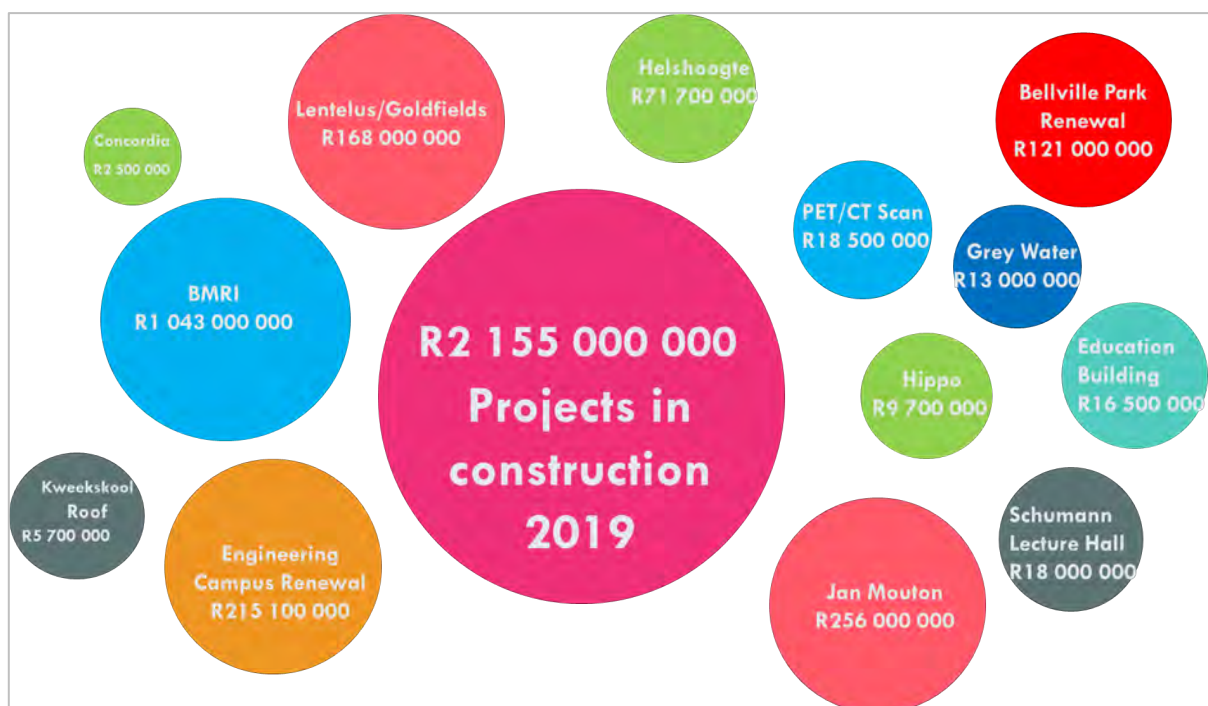 Concordia
R2 500 000
Lentelus/Goldfields
R168 000 000
Helshoogte
R71 700 000
Bellville Park
Renewal
R121 000 000
PET/CT Scan
R18 500 000
Grey Water
R13 000 000
BMRI
R1 043 000 000
R2 155 000 000
Projects in
construction
2019
Hippo
R9 700 000
Education
Building
R16 500 000
Kweekskool
Roof
R5 700 000
Engineering
Campus Renewal
R215 100 000
Jan Mouton
R256 000 000
Schumann
Lecture Hall
R18 000 000